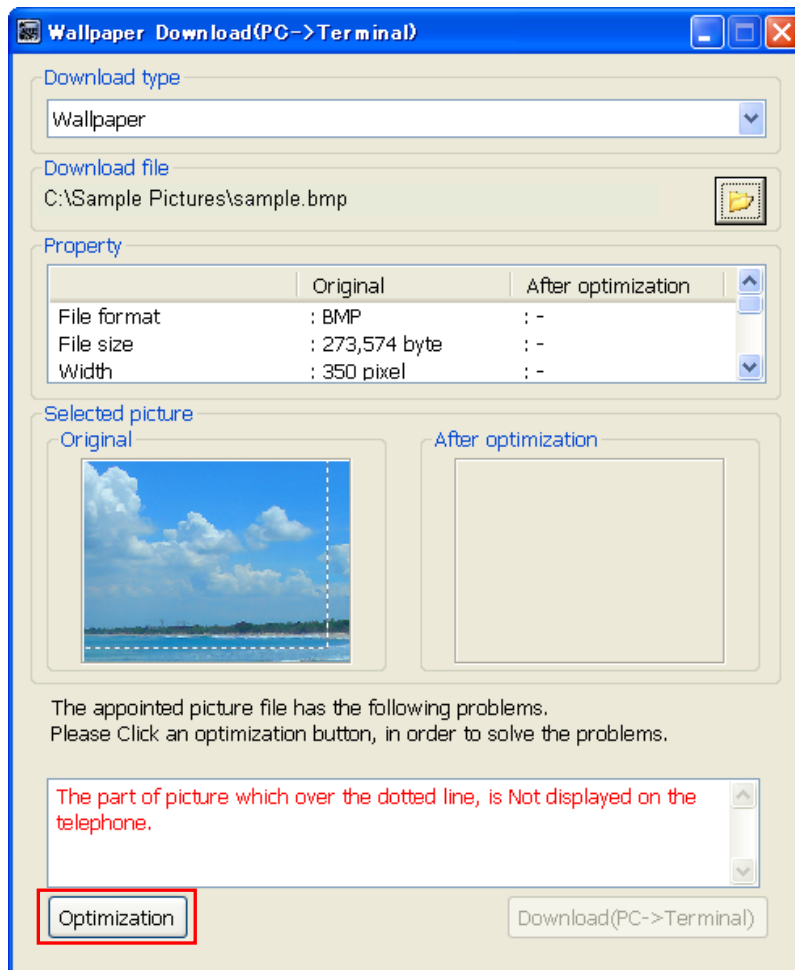 Wallpaper Download(PC->Terminal)
Download type
Wallpaper
Download file
C:\Sample Pictures\sample.bmp
Property
Original After optimization
File format : BMP : -
File size : 273,574 byte : -
Width : 350 pixel : -
Selected picture
Original After optimization
The appointed picture file has the following problems.
Please Click an optimization button, in order to solve the problems.
The part of picture which over the dotted line, is Not displayed on the
telephone.
Optimization Download(PC->Terminal)